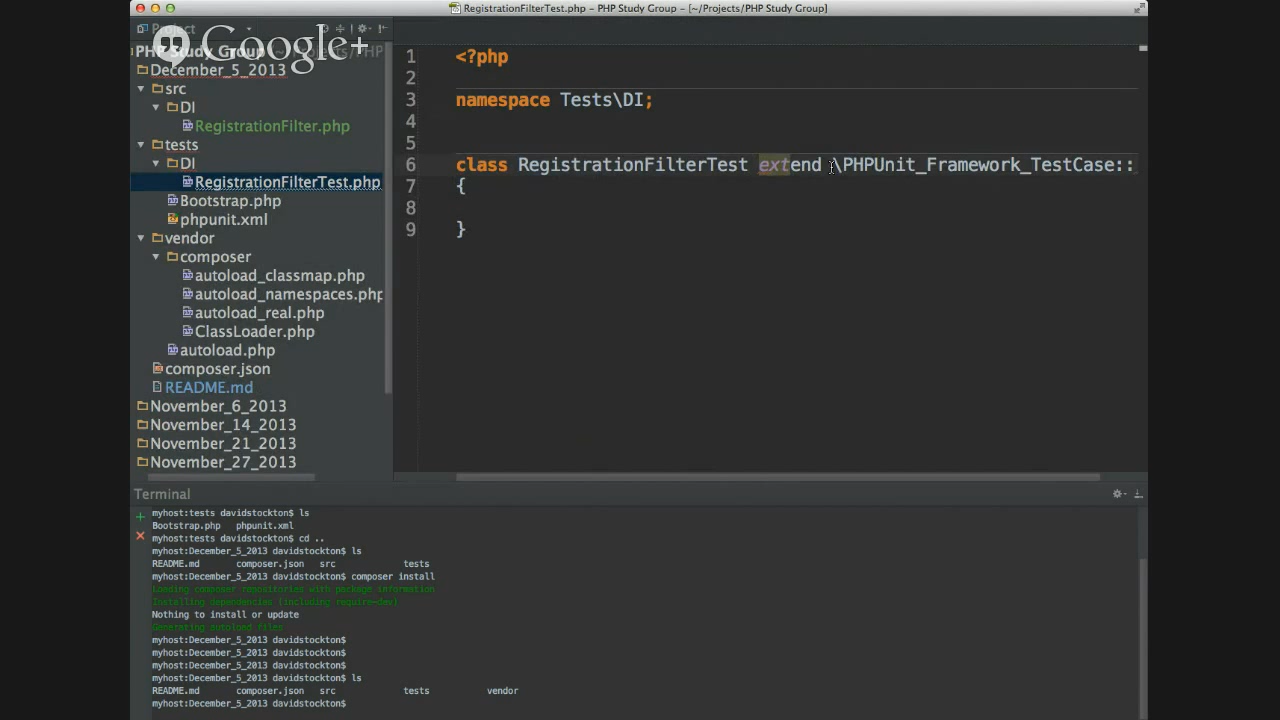 RegistrationFilterTest.php - PHP Study Group - [~/Projects/PHP Study Group]
Project
Google+
PHP Study Group
December_5_2013
src
DI
RegistrationFilter.php
tests
DI
RegistrationFilterTest.php
Bootstrap.php
phpunit.xml
vendor
composer
autoload_classmap.php
autoload_namespaces.php
autoload_real.php
ClassLoader.php
autoload.php
composer.json
README.md
November_6_2013
November_14_2013
November_21_2013
November_27_2013
1 <?php
2
3 namespace Tests\DI;
4
5
6 class RegistrationFilterTest extend \PHPUnit_Framework_TestCase::
7 {
8
9 }
Terminal
myhost:tests davidstockton$ ls
Bootstrap.php phpunit.xml
myhost:tests davidstockton$ cd ..
myhost:December_5_2013 davidstockton$ ls
README.md composer.json src tests
myhost:December_5_2013 davidstockton$ composer install
Loading composer repositories with package information
Installing dependencies (including require-dev)
Nothing to install or update
Generating autoload files
myhost:December_5_2013 davidstockton$
myhost:December_5_2013 davidstockton$
myhost:December_5_2013 davidstockton$
myhost:December_5_2013 davidstockton$ ls
README.md composer.json src tests vendor
myhost:December_5_2013 davidstockton$